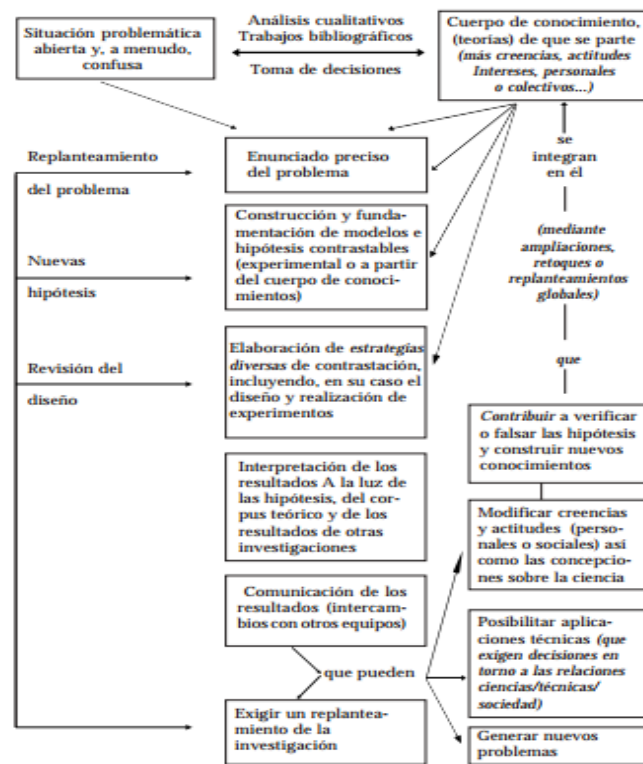 Situación problemática
abierta y, a menudo,
confusa
Análisis cualitativos
Trabajos bibliográficos
Toma de decisiones
Cuerpo de conocimiento,
(teorías) de que se parte
(más creencias, actitudes
Intereses, personales
o colectivos...)
Replanteamiento
del problema
Enunciado preciso
del problema
se
integran
en él
Construcción y funda-
mentación de modelos e
hipótesis contrastables
(experimental o a partir
del cuerpo de conoci-
mientos)
Nuevas
hipótesis
(mediante
ampliaciones,
retoques o
replanteamientos
globales)
Elaboración de estrategias
diversas de contrastación,
incluyendo, en su caso el
diseño y realización de
experimentos
Revisión del
diseño
que
Contribuir a verificar
o falsar las hipótesis
y construir nuevos
conocimientos
Interpretación de los
resultados A la luz de
las hipótesis, del cor-
pus teórico y de los
resultados de otras
investigaciones
Modificar creencias
y actitudes (perso-
nales o sociales) así
como las concepcio-
nes sobre la ciencia
Comunicación de los
resultados (intercam-
bios con otros equipos)
que pueden
Posibilitar aplica-
ciones técnicas (que
exigen decisiones en
torno a las relaciones
ciencias/técnicas/
sociedad)
Exigir un replantea-
miento de la
investigación
Generar nuevos
problemas